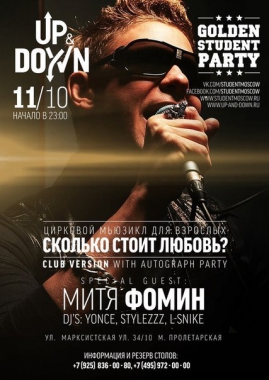 UP
&
DOWN
11/10
НАЧАЛО В 23:00
GOLDEN
STUDENT
PARTY
VK.COM/STUDENTMOSCOW
FACEBOOK.COM/STUDENTMOSCOW
WWW.STUDENTMOSCOW.RU
WWW.UP-AND-DOWN.RU
ЦИРКОВОЙ МЬЮЗИКЛ ДЛЯ ВЗРОСЛЫХ
СКОЛЬКО СТОИТ ЛЮБОВЬ?
CLUB VERSION WITH AUTOGRAPH PARTY
SPECIAL GUEST:
МИТЯ ФОМИН
DJ'S: YONCE, STYLEZZZ, L-SNIKE
УЛ. МАРКСИСТСКАЯ УЛ. 34/10 М. ПРОЛЕТАРСКАЯ
ИНФОРМАЦИЯ И РЕЗЕРВ СТОЛОВ:
+7 (925) 836-00-80, +7 (495) 972-00-00